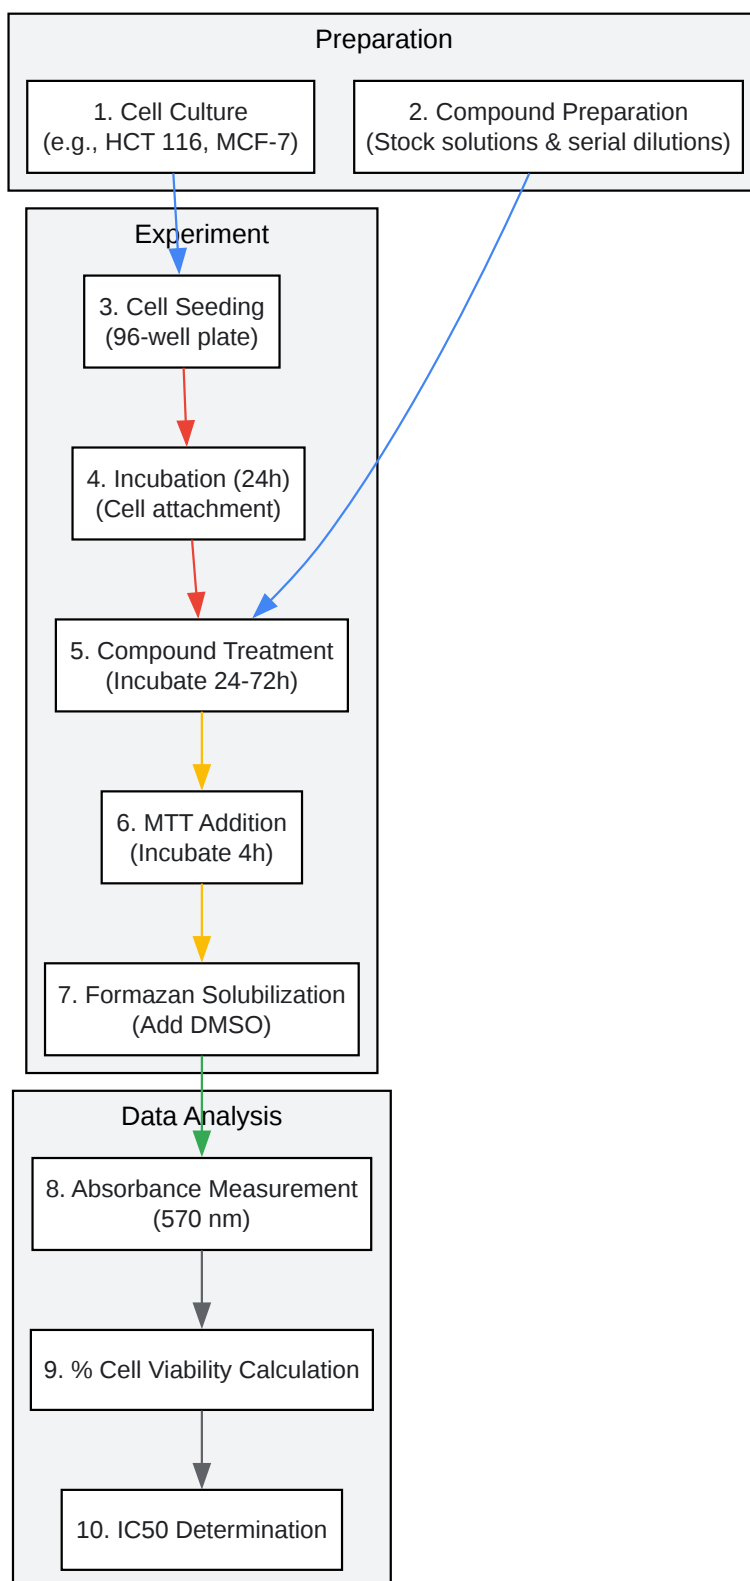 Preparation
1. Cell Culture
(e.g., HCT 116, MCF-7)
2. Compound Preparation
(Stock solutions & serial dilutions)
Experiment
3. Cell Seeding
(96-well plate)
4. Incubation (24h)
(Cell attachment)
5. Compound Treatment
(Incubate 24-72h)
6. MTT Addition
(Incubate 4h)
7. Formazan Solubilization
(Add DMSO)
Data Analysis
8. Absorbance Measurement
(570 nm)
9. % Cell Viability Calculation
10. IC50 Determination